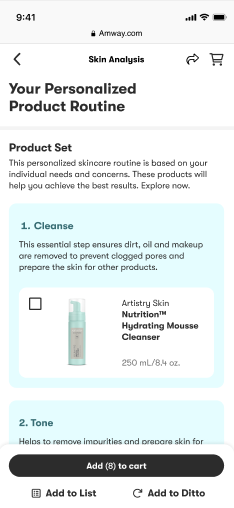 9:41
Amway.com
Skin Analysis
Your Personalized
Product Routine
Product Set
This personalized skincare routine is based on your
individual needs and concerns. These products will
help you achieve the best results. Explore now.
1. Cleanse
This essential step ensures dirt, oil and makeup
are removed to prevent clogged pores and
prepare the skin for other products.
Artistry Skin
Nutrition™
Hydrating Mousse
Cleanser
250 mL/8.4 oz.
2. Tone
Helps to remove impurities and prepare skin for
Add (8) to cart
Add to List
Add to Ditto